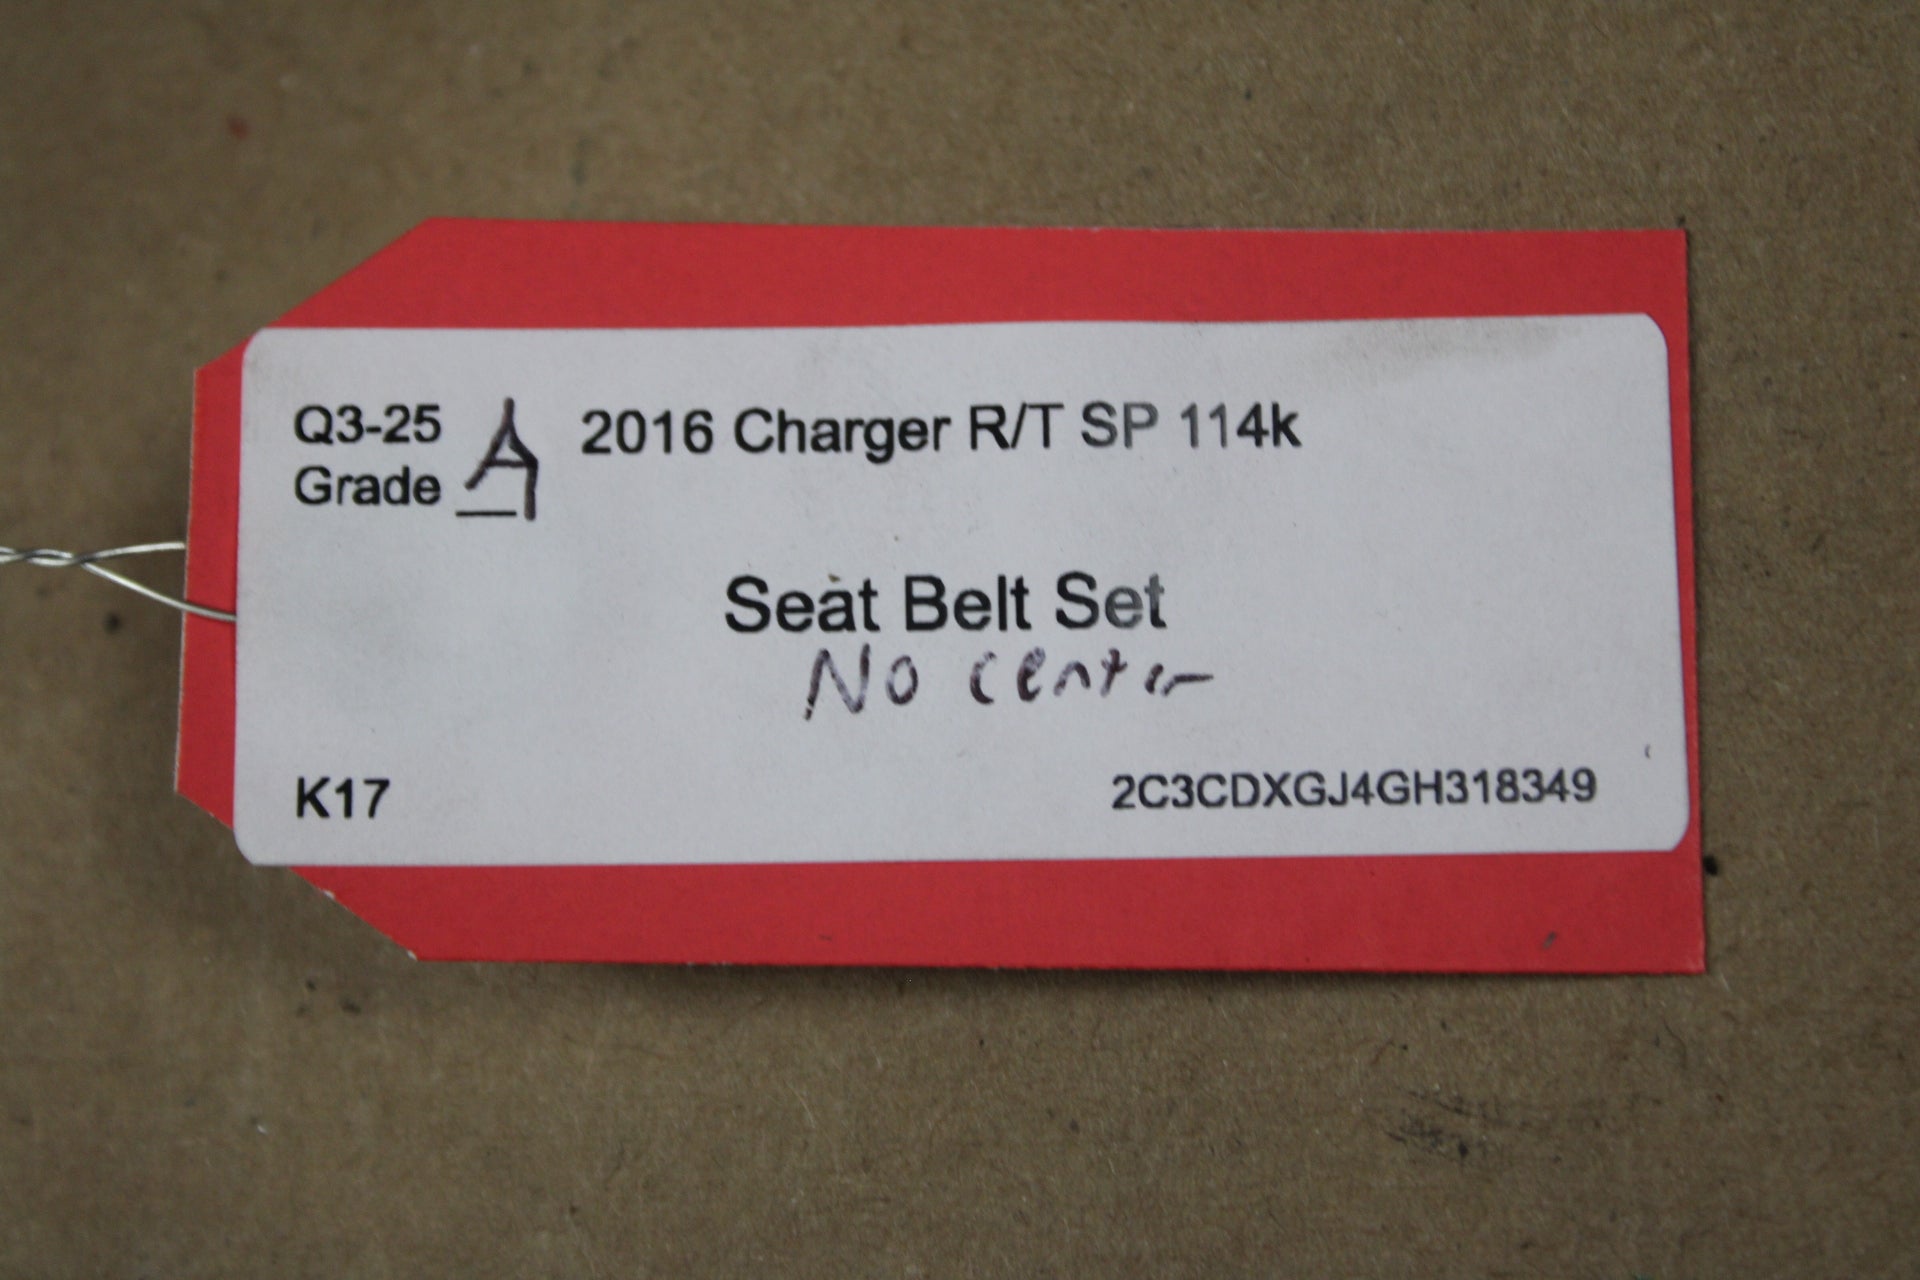 Q3-25 A 2016 Charger R/T SP 114k
Grade
Seat Belt Set
No center
K17 2C3CDXGJ4GH318349